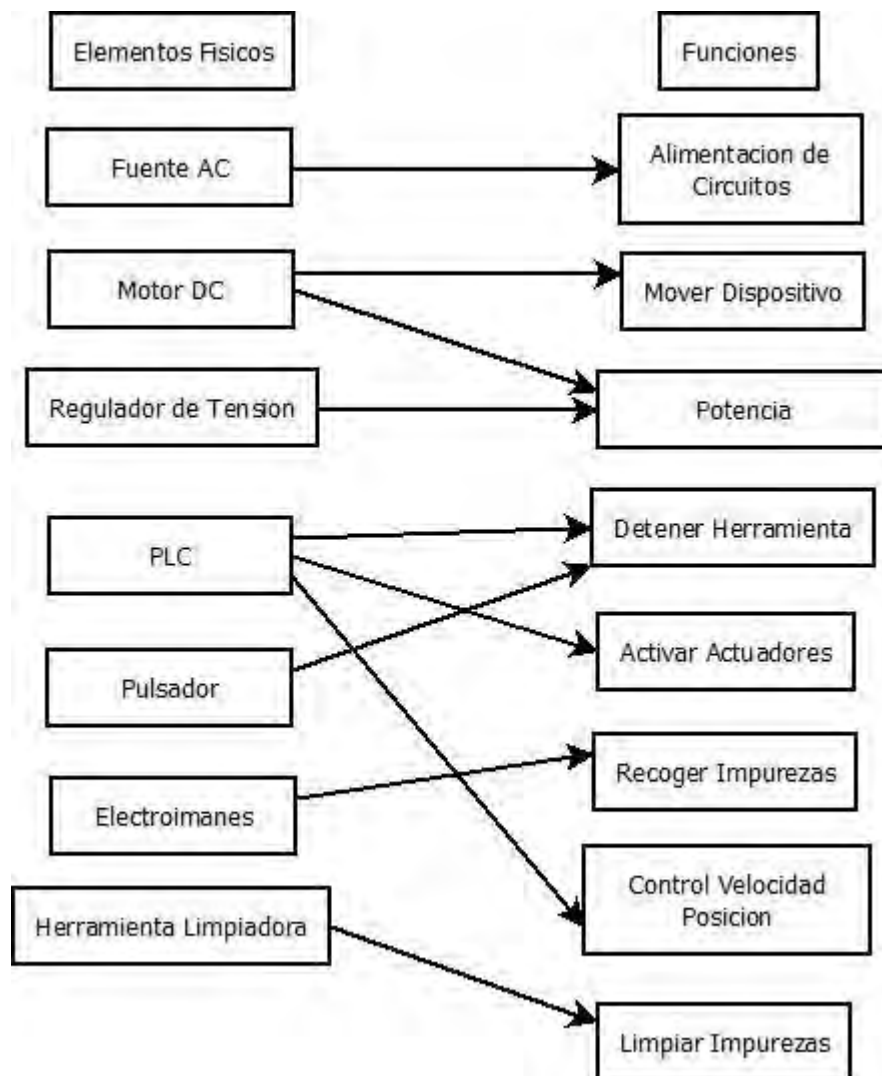 Elementos Fisicos
Funciones
Fuente AC
Alimentacion de
Circuitos
Motor DC
Mover Dispositivo
Regulador de Tension
Potencia
PLC
Detener Herramienta
Pulsador
Activar Actuadores
Electroimanes
Recoger Impurezas
Herramienta Limpiadora
Control Velocidad
Posicion
Limpiar Impurezas